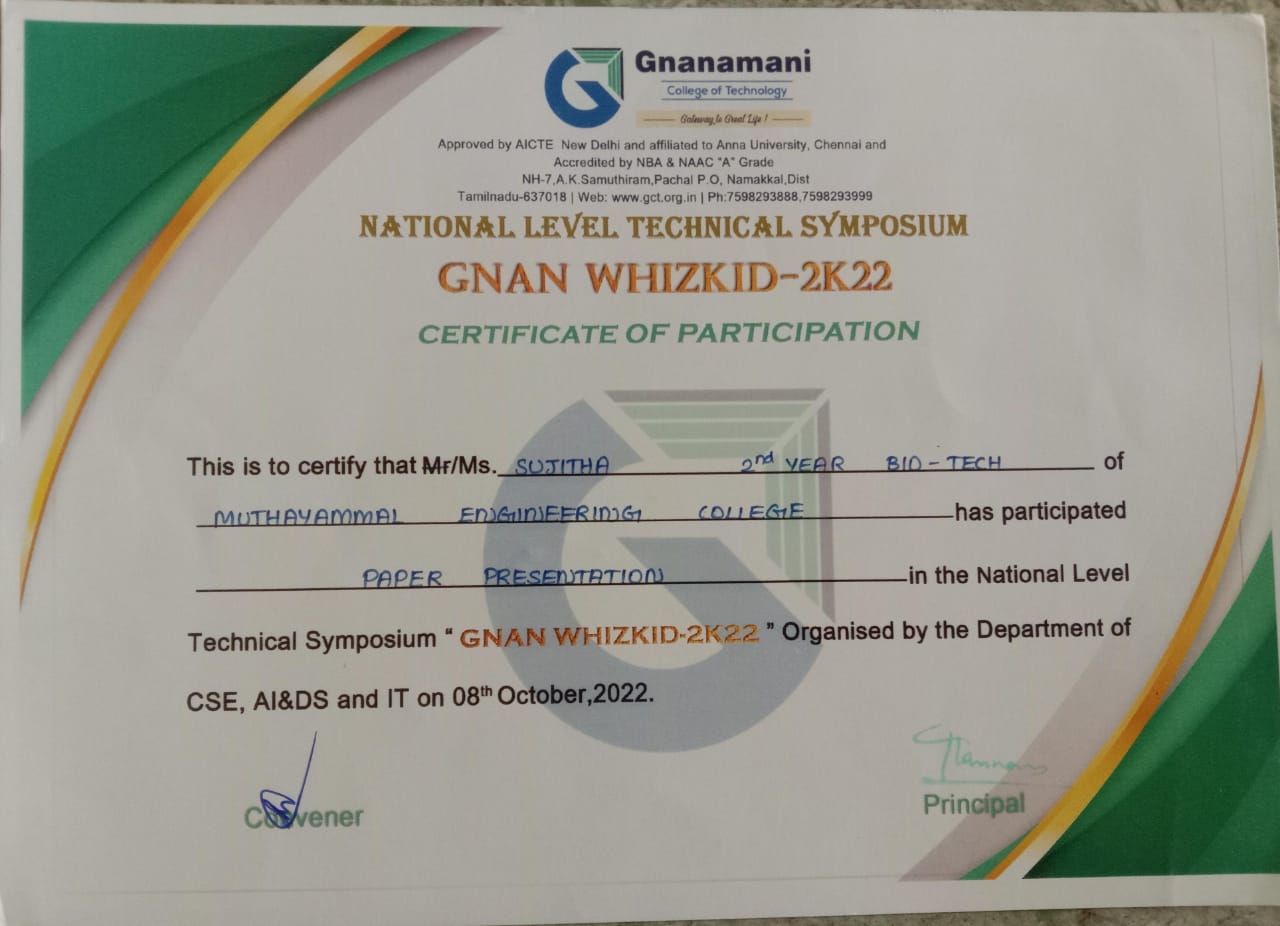 Gnanamani
College of Technology
Gateway to Great Life !
Approved by AICTE New Delhi and affiliated to Anna University, Chennai and
Accredited by NBA & NAAC "A" Grade
NH-7,A.K.Samuthiram,Pachal P.O, Namakkal,Dist
Tamilnadu-637018 | Web: www.gct.org.in | Ph:7598293888,7598293999
NATIONAL LEVEL TECHNICAL SYMPOSIUM
GNAN WHIZKID-2K22
CERTIFICATE OF PARTICIPATION
This is to certify that Mr/Ms. SUJITHA 2nd YEAR BIO-TECH of
MUTHAYAMMAL ENGINEERING COLLEGE has participated
PAPER PRESENTATION in the National Level
Technical Symposium " GNAN WHIZKID-2K22 " Organised by the Department of
CSE, AI&DS and IT on 08th October,2022.
Convener
Principal